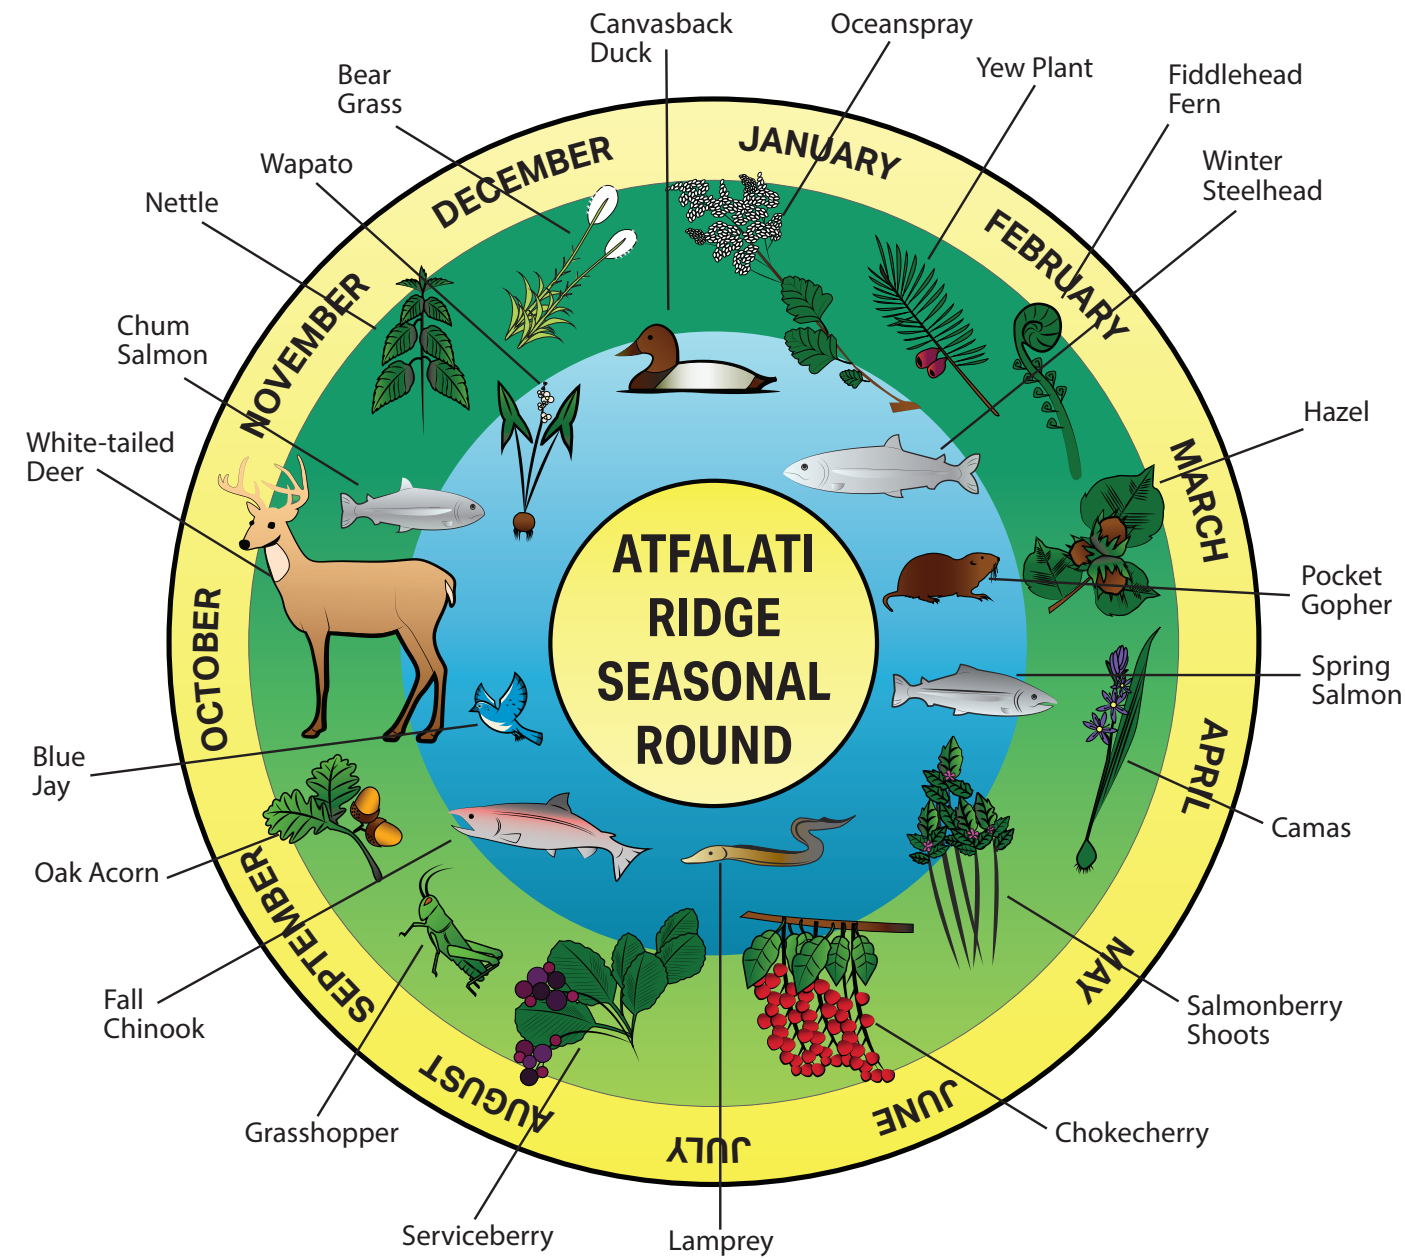 Canvasback
Duck
Oceanspray
Yew Plant
Fiddlehead
Fern
Winter
Steelhead
Hazel
Pocket
Gopher
Spring
Salmon
Camas
Salmonberry
Shoots
Chokecherry
Lamprey
Serviceberry
Grasshopper
Fall
Chinook
Oak Acorn
Blue
Jay
White-tailed
Deer
Chum
Salmon
Nettle
Wapato
Bear
Grass
JANUARY
FEBRUARY
MARCH
APRIL
MAY
JUNE
JULY
AUGUST
SEPTEMBER
OCTOBER
NOVEMBER
DECEMBER
ATFALATI
RIDGE
SEASONAL
ROUND